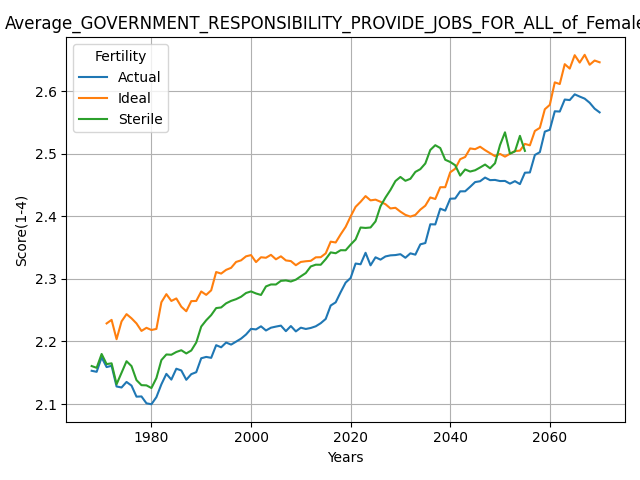 Average_GOVERNMENT_RESPONSIBILITY_PROVIDE_JOBS_FOR_ALL_of_Female
Fertility
Actual
Ideal
Sterile
Score(1-4)
2.6
2.5
2.4
2.3
2.2
2.1
1980 2000 2020 2040 2060
Years